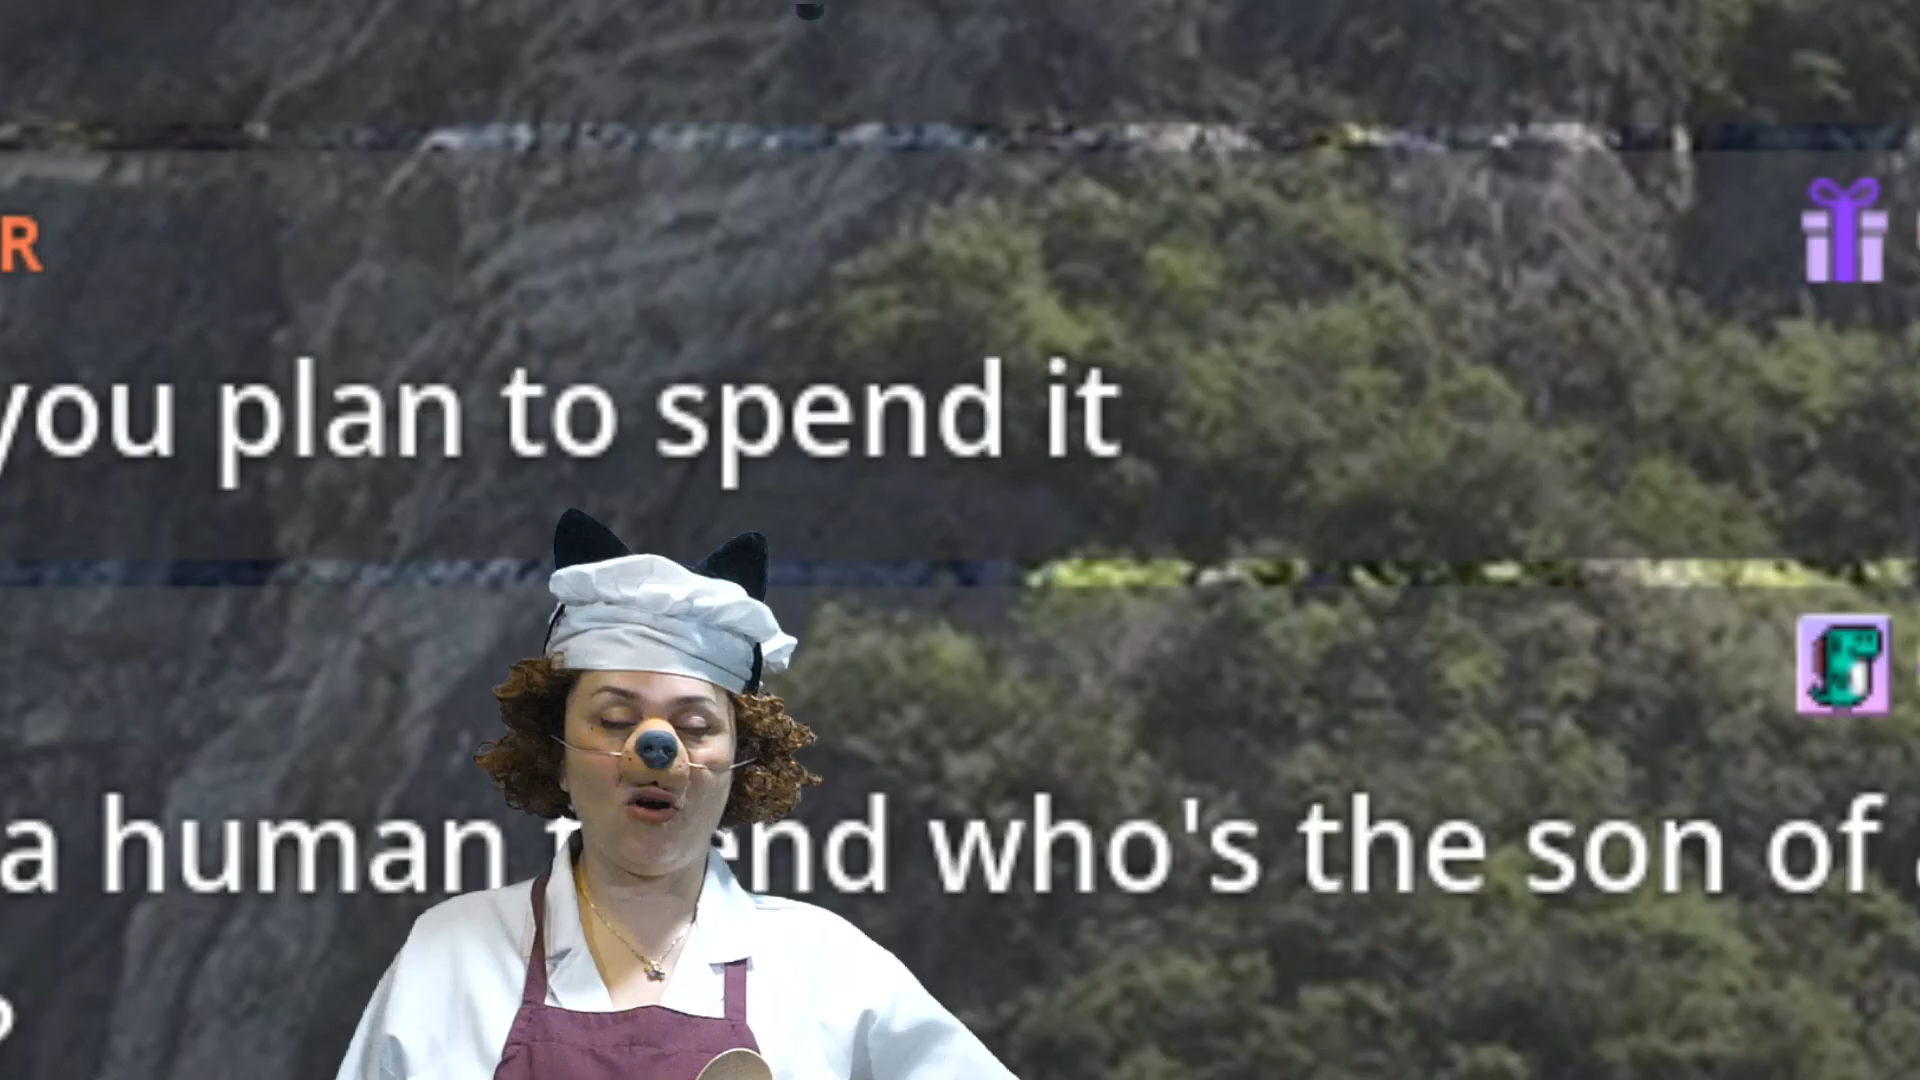 R
you plan to spend it
a human end who's the son of
?